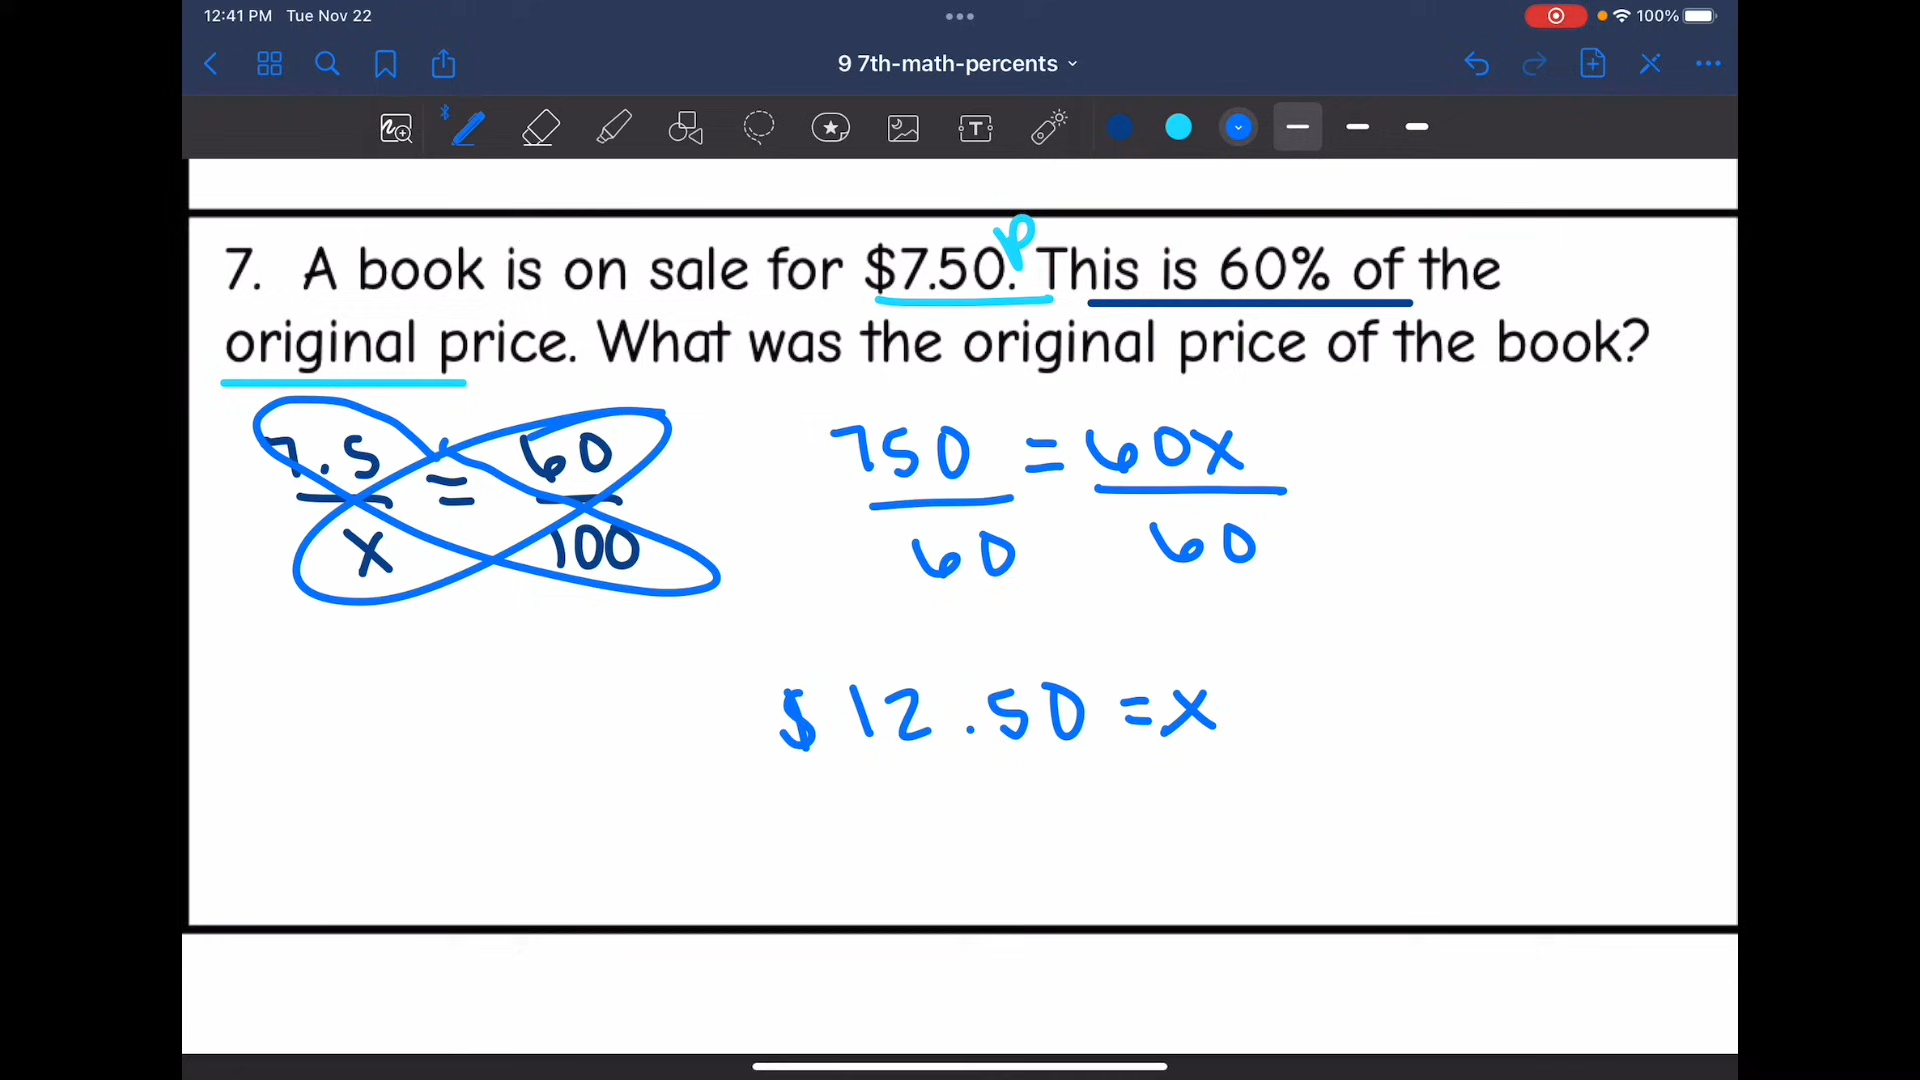 12:41 PM Tue Nov 22
100%
9 7th-math-percents
T
p
7. A book is on sale for $7.50. This is 60% of the
original price. What was the original price of the book?
7.5 = 60
x 100
750 = 60x
60 60
$12.50 = x